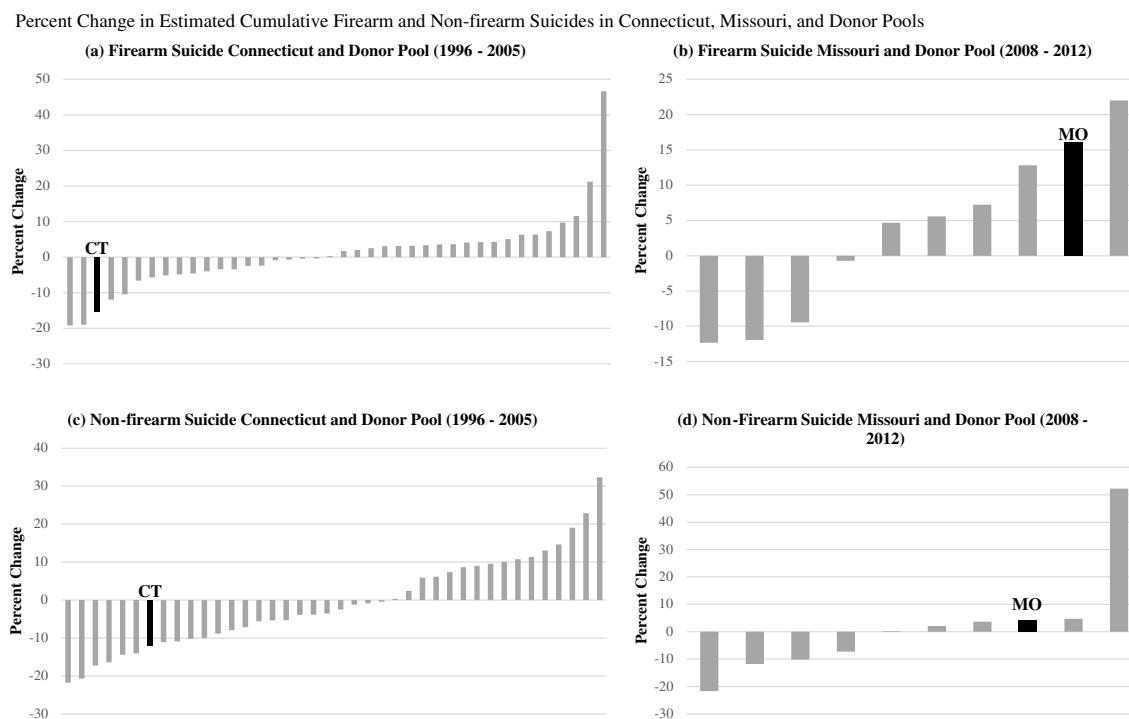 Percent Change in Estimated Cumulative Firearm and Non-firearm Suicides in Connecticut, Missouri, and Donor Pools
(a) Firearm Suicide Connecticut and Donor Pool (1996 - 2005)
50
40
30
20
10
0
-10
-20
-30
Percent Change
CT
(b) Firearm Suicide Missouri and Donor Pool (2008 - 2012)
25
20
15
10
5
0
-5
-10
-15
Percent Change
MO
(c) Non-firearm Suicide Connecticut and Donor Pool (1996 - 2005)
40
30
20
10
0
-10
-20
-30
Percent Change
CT
(d) Non-Firearm Suicide Missouri and Donor Pool (2008 -
2012)
60
50
40
30
20
10
0
-10
-20
-30
Percent Change
MO